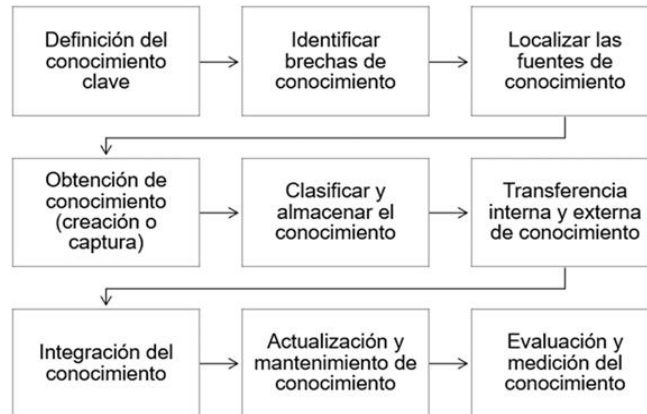 Definición del
conocimiento
clave
Identificar
brechas de
conocimiento
Localizar las
fuentes de
conocimiento
Obtención de
conocimiento
(creación o
captura)
Clasificar y
almacenar el
conocimiento
Transferencia
interna y externa
de conocimiento
Integración del
conocimiento
Actualización y
mantenimiento de
conocimiento
Evaluación y
medición del
conocimiento